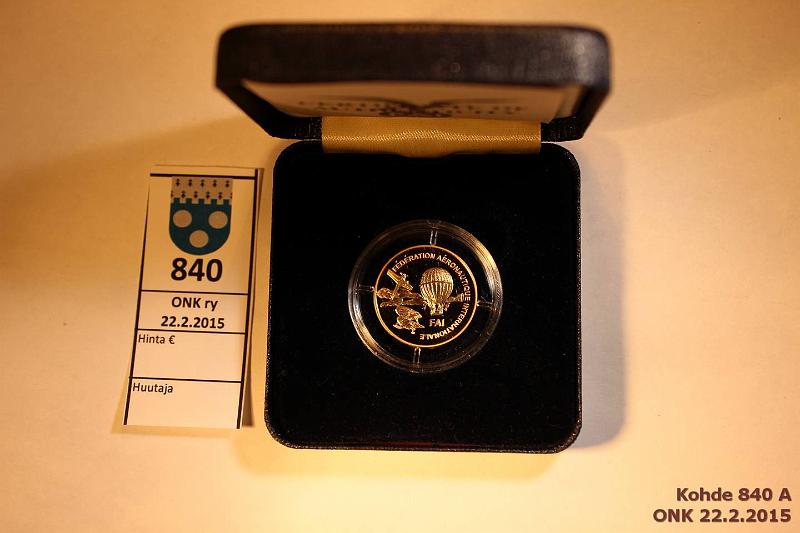 840
ONK ry
22.2.2015
Hinta €
Huutaja
FÉDÉRATION AÉRONAUTIQUE INTERNATIONALE
FAI
Kohde 840 A
ONK 22.2.2015